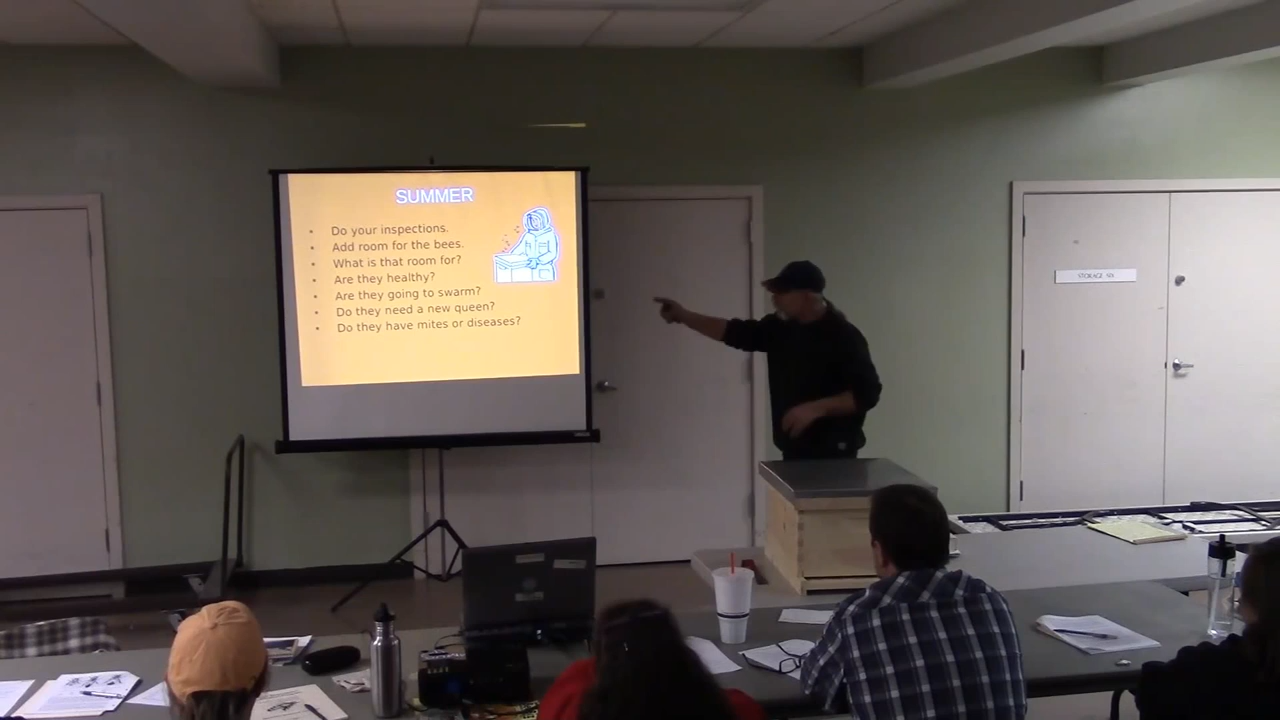 SUMMER
• Do your inspections.
• Add room for the bees.
• What is that room for?
• Are they healthy?
• Are they going to swarm?
• Do they need a new queen?
• Do they have mites or diseases?